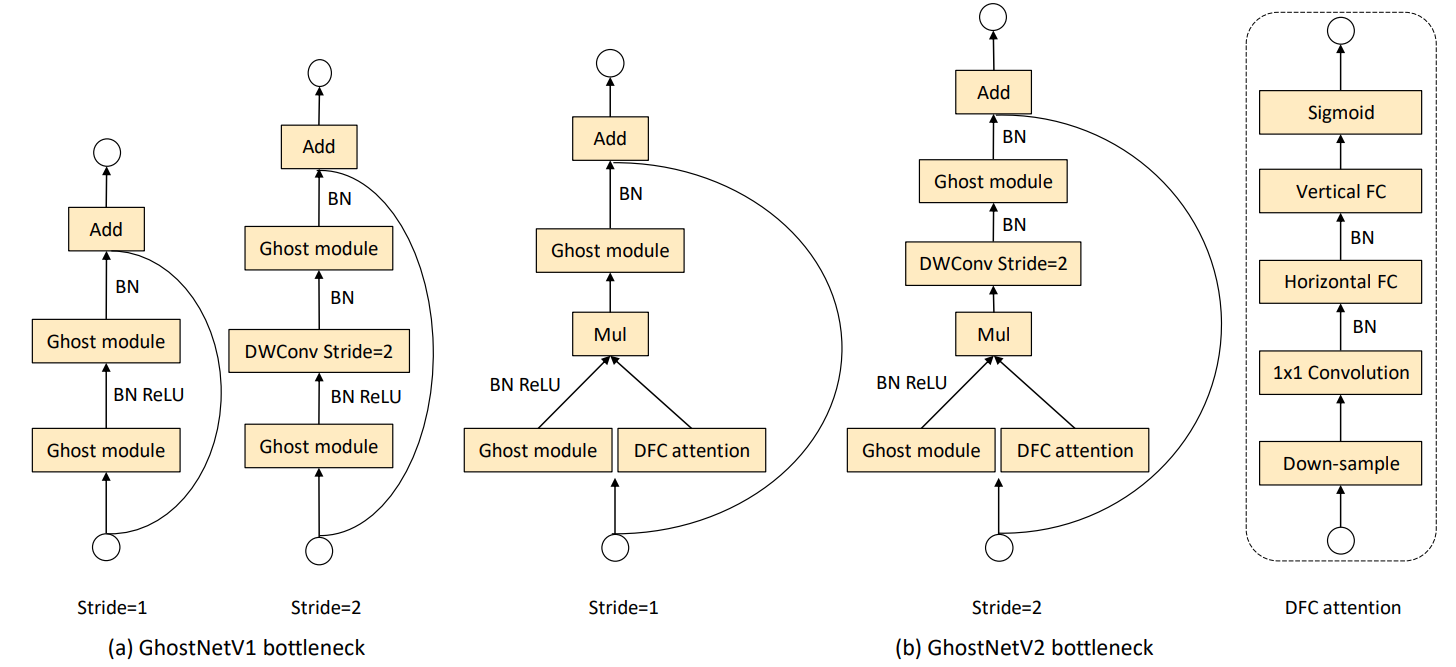 Add
BN
Ghost module
BN ReLU
Ghost module
Stride=1
Add
BN
Ghost module
BN
DWConv Stride=2
BN ReLU
Ghost module
Stride=2
(a) GhostNetV1 bottleneck
Add
BN
Ghost module
Mul
BN ReLU
Ghost module
DFC attention
Stride=1
Add
BN
Ghost module
BN
DWConv Stride=2
Mul
BN ReLU
Ghost module
DFC attention
Stride=2
(b) GhostNetV2 bottleneck
Sigmoid
Vertical FC
BN
Horizontal FC
BN
1x1 Convolution
Down-sample
DFC attention